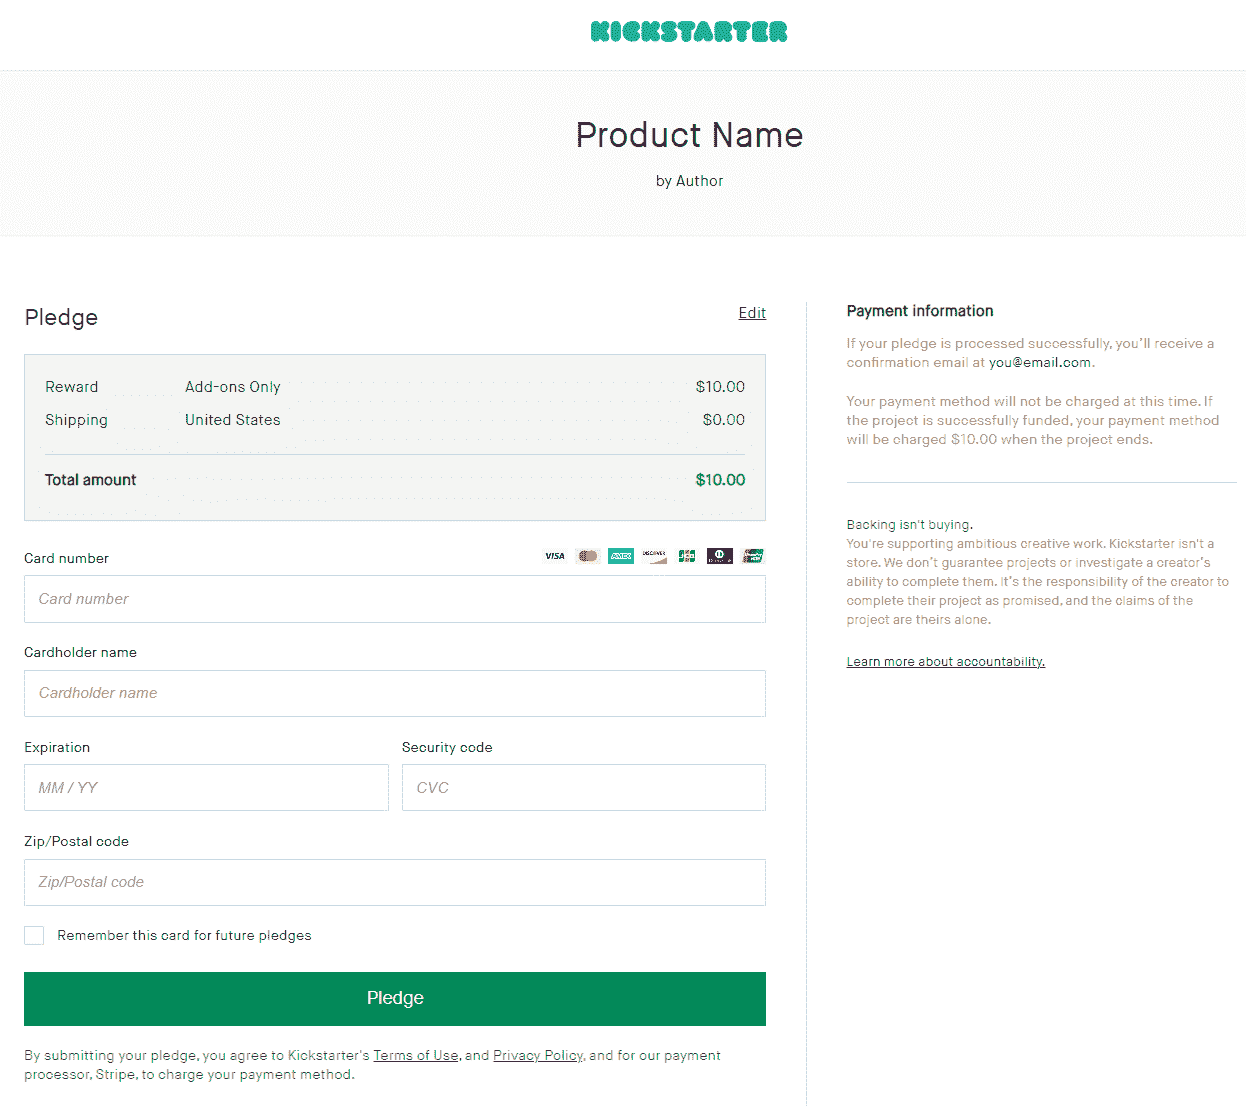 KICKSTARTER
Product Name
by Author
Pledge
Edit
Reward Add-ons Only $10.00
Shipping United States $0.00
Total amount $10.00
Card number
VISA AMEX DISCOVER JCB
Card number
Cardholder name
Cardholder name
Expiration Security code
MM / YY CVC
Zip/Postal code
Zip/Postal code
Remember this card for future pledges
Pledge
By submitting your pledge, you agree to Kickstarter's Terms of Use, and Privacy Policy, and for our payment
processor, Stripe, to charge your payment method.
Payment information
If your pledge is processed successfully, you'll receive a
confirmation email at you@email.com.
Your payment method will not be charged at this time. If
the project is successfully funded, your payment method
will be charged $10.00 when the project ends.
Backing isn't buying.
You're supporting ambitious creative work. Kickstarter isn't a
store. We don't guarantee projects or investigate a creator's
ability to complete them. It's the responsibility of the creator to
complete their project as promised, and the claims of the
project are theirs alone.
Learn more about accountability.